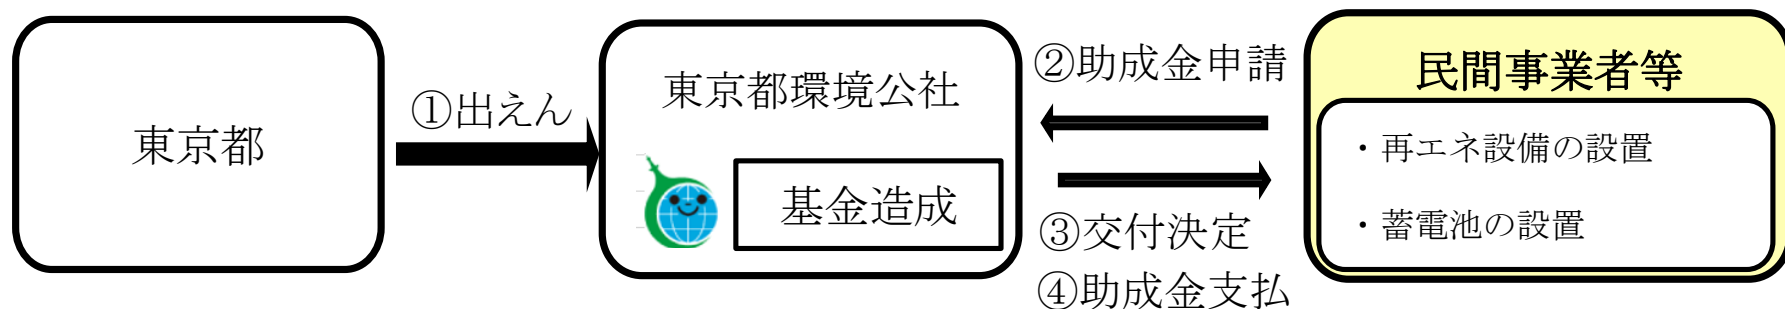 東京都
①出えん
東京都環境公社
基金造成
②助成金申請
③交付決定
④助成金支払
民間事業者等
・再エネ設備の設置
・蓄電池の設置